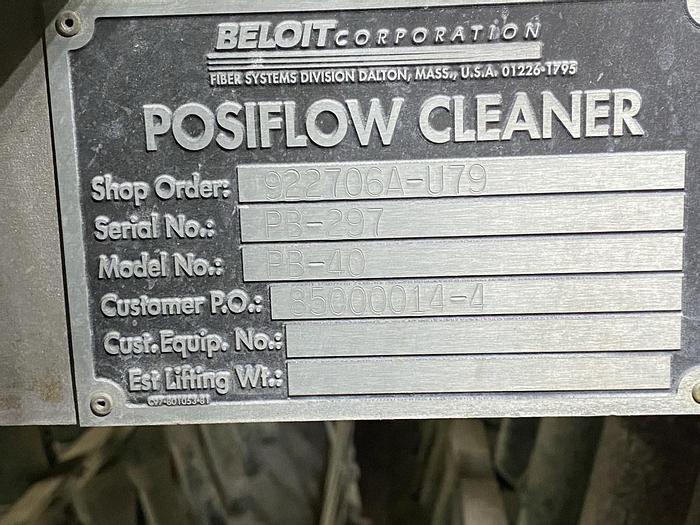 BELOIT CORPORATION
FIBER SYSTEMS DIVISION DALTON, MASS., U.S.A. 01226-1795
POSIFLOW CLEANER
Shop Order: 922706A-U79
Serial No.: PB-297
Model No.: PB-40
Customer P.O.: 85000014-4
Cust. Equip. No.:
Est Lifting Wt.: